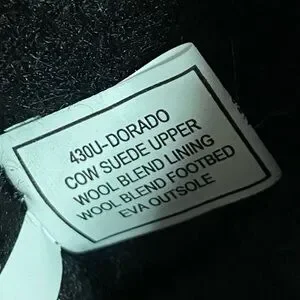 430U-DORADO
COW SUEDE UPPER
WOOL BLEND LINING
WOOL BLEND FOOTBED
EVA OUTSOLE